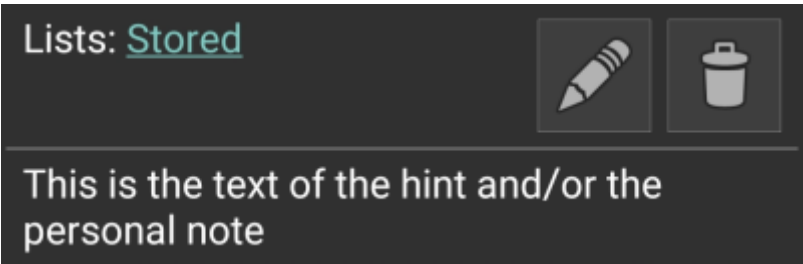 Lists: Stored
This is the text of the hint and/or the
personal note